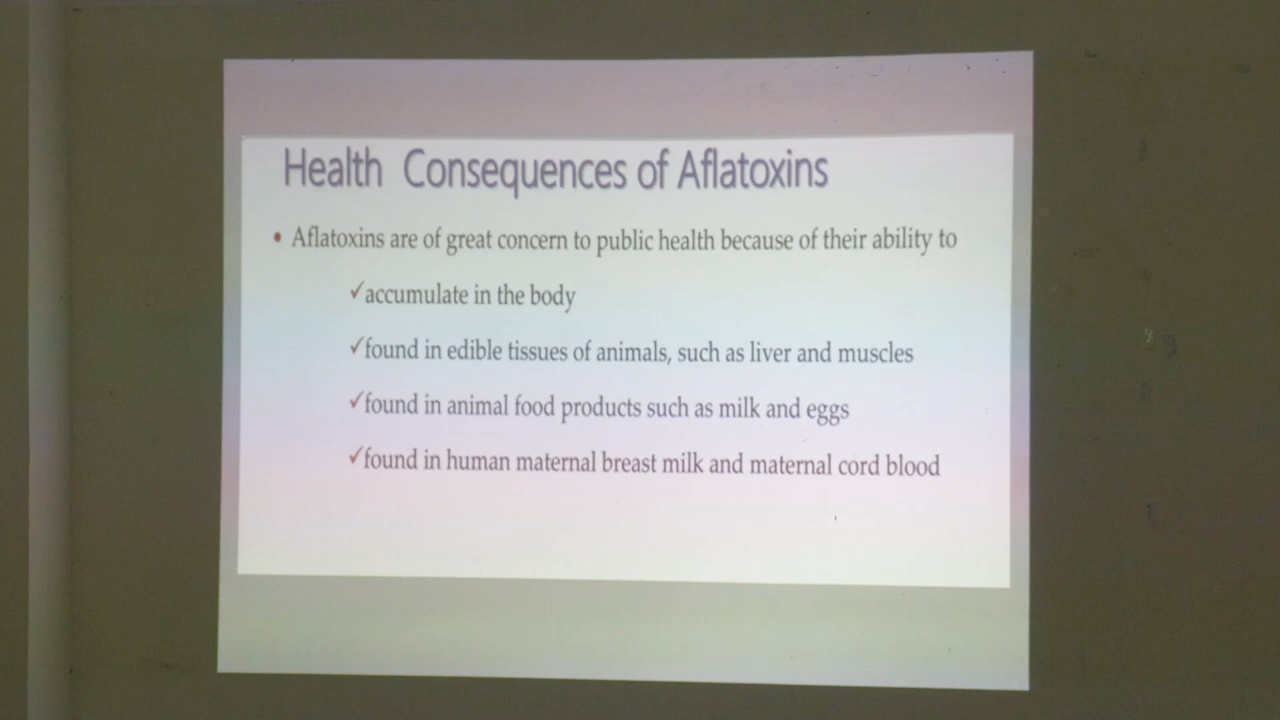 Health Consequences of Aflatoxins
• Aflatoxins are of great concern to public health because of their ability to
✓accumulate in the body
✓found in edible tissues of animals, such as liver and muscles
✓found in animal food products such as milk and eggs
✓found in human maternal breast milk and maternal cord blood